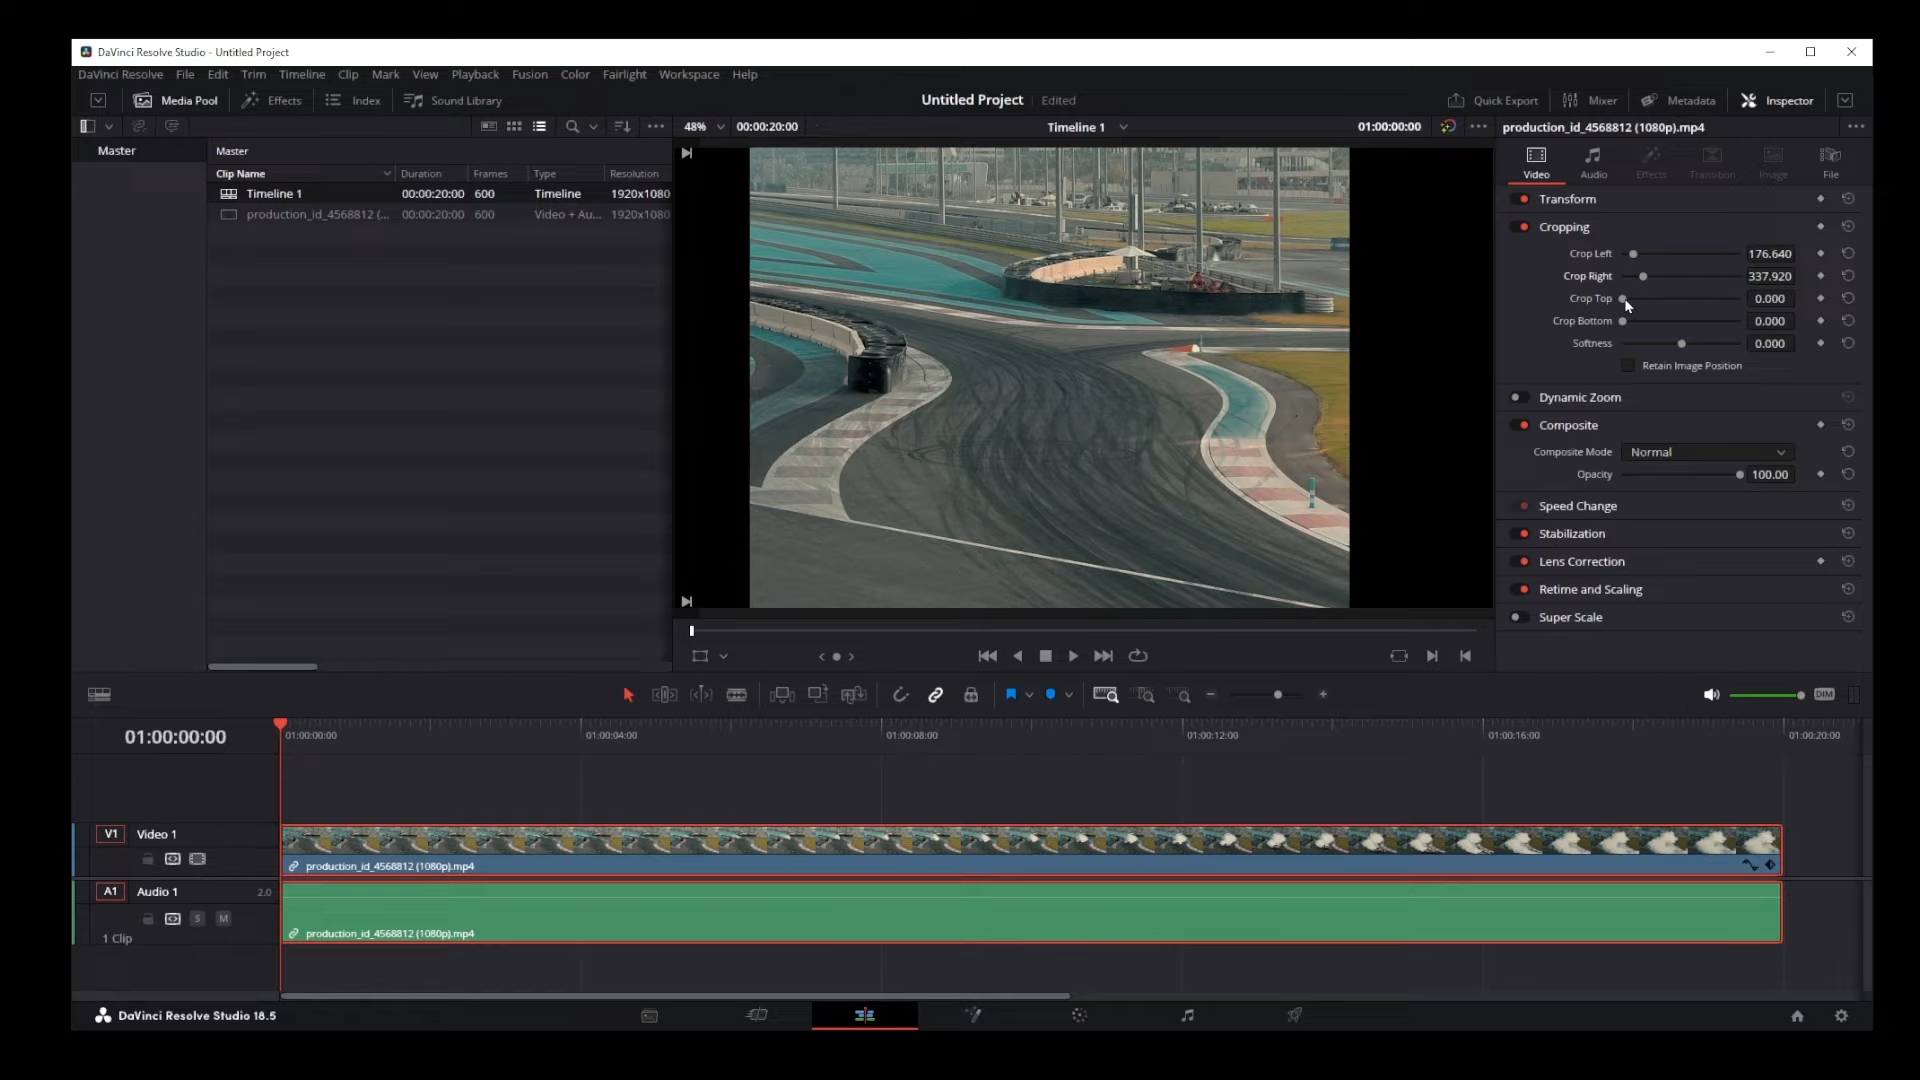 DaVinci Resolve Studio - Untitled Project
DaVinci Resolve File Edit Trim Timeline Clip Mark View Playback Fusion Color Fairlight Workspace Help
Media Pool Effects Index Sound Library Untitled Project Edited Quick Export Mixer Metadata Inspector
48% 00:00:20:00 Timeline 1 01:00:00:00 production_id_4568812 (1080p).mp4
Master Master
Clip Name Duration Frames Type Resolution
Timeline 1 00:00:20:00 600 Timeline 1920x1080
production_id_4568812 (... 00:00:20:00 600 Video + Au... 1920x1080
Video Audio Effects Transition Image File
Transform
Cropping
Crop Left 176.640
Crop Right 337.920
Crop Top 0.000
Crop Bottom 0.000
Softness 0.000
Retain Image Position
Dynamic Zoom
Composite
Composite Mode Normal
Opacity 100.00
Speed Change
Stabilization
Lens Correction
Retime and Scaling
Super Scale
DIM
01:00:00:00 01:00:00:00 01:00:04:00 01:00:08:00 01:00:12:00 01:00:16:00 01:00:20:00
V1 Video 1
production_id_4568812 (1080p).mp4
A1 Audio 1 2.0
S M
production_id_4568812 (1080p).mp4
1 Clip
DaVinci Resolve Studio 18.5